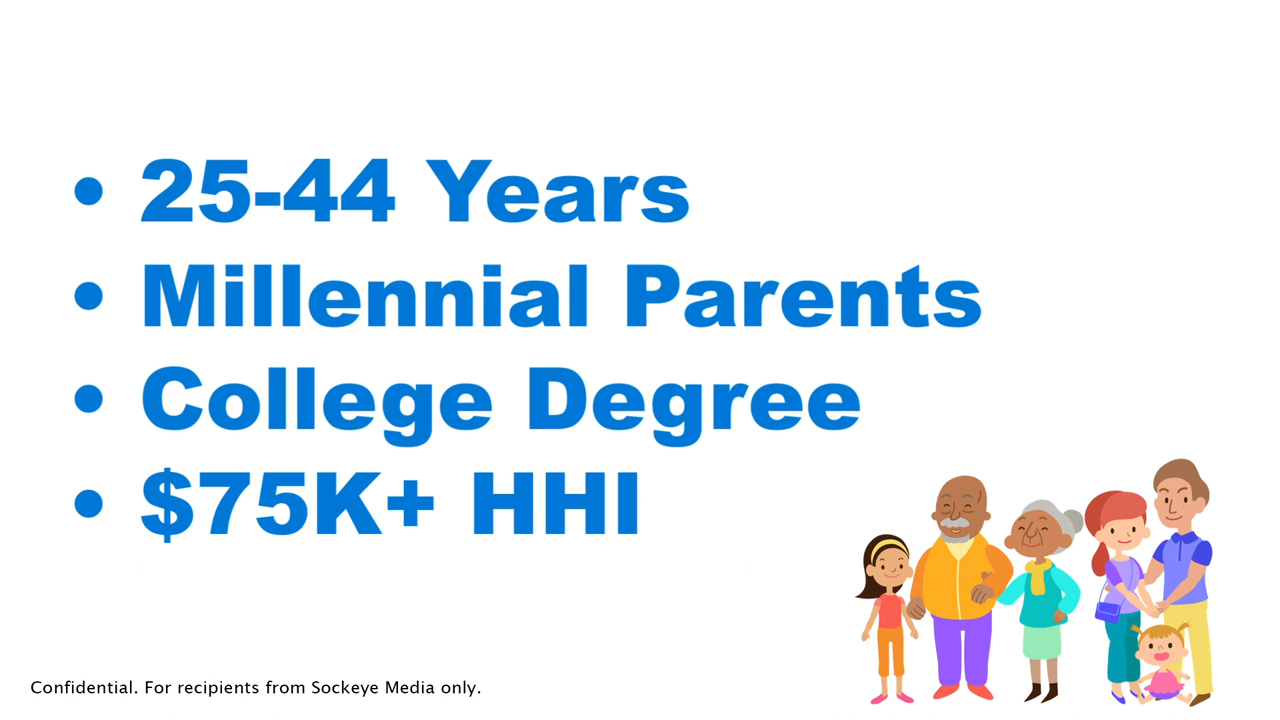 • 25-44 Years
• Millennial Parents
• College Degree
• $75K+ HHI
Confidential. For recipients from Sockeye Media only.